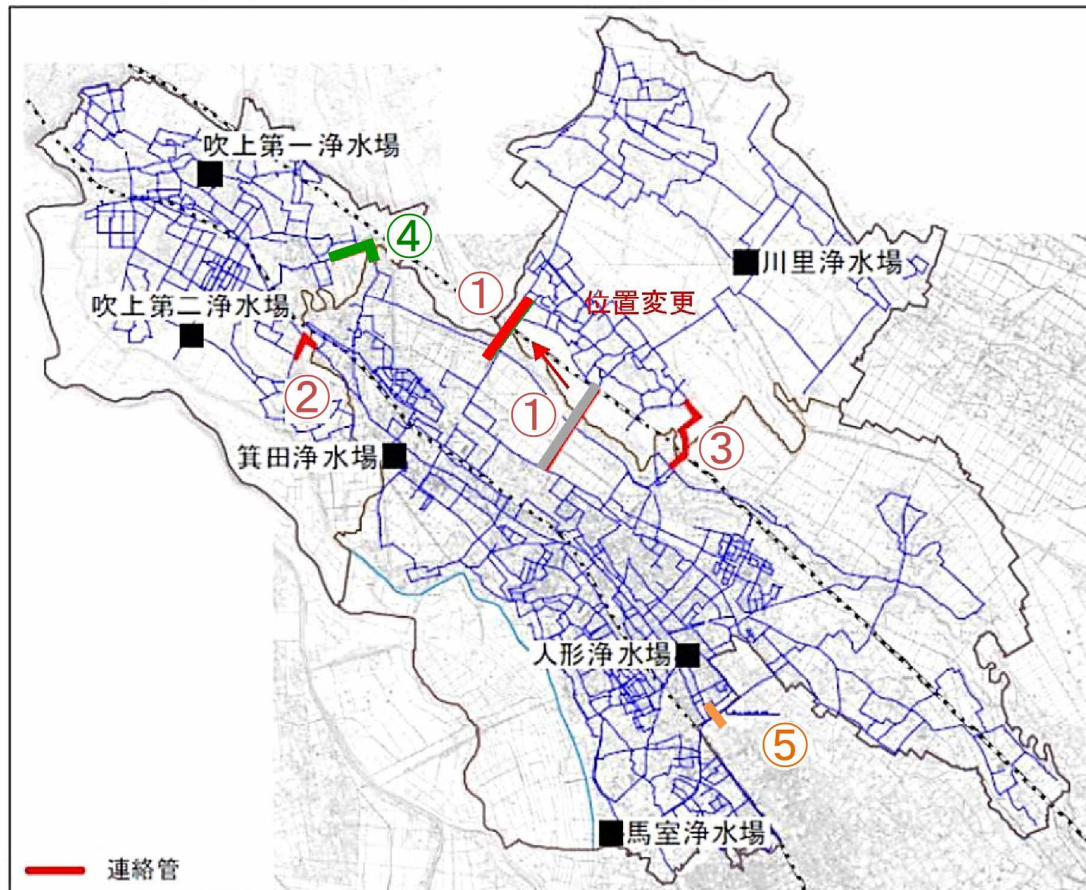 吹上第一浄水場
④
川里浄水場
①
位置変更
吹上第二浄水場
②
①
③
箕田浄水場
人形浄水場
⑤
馬室浄水場
連絡管